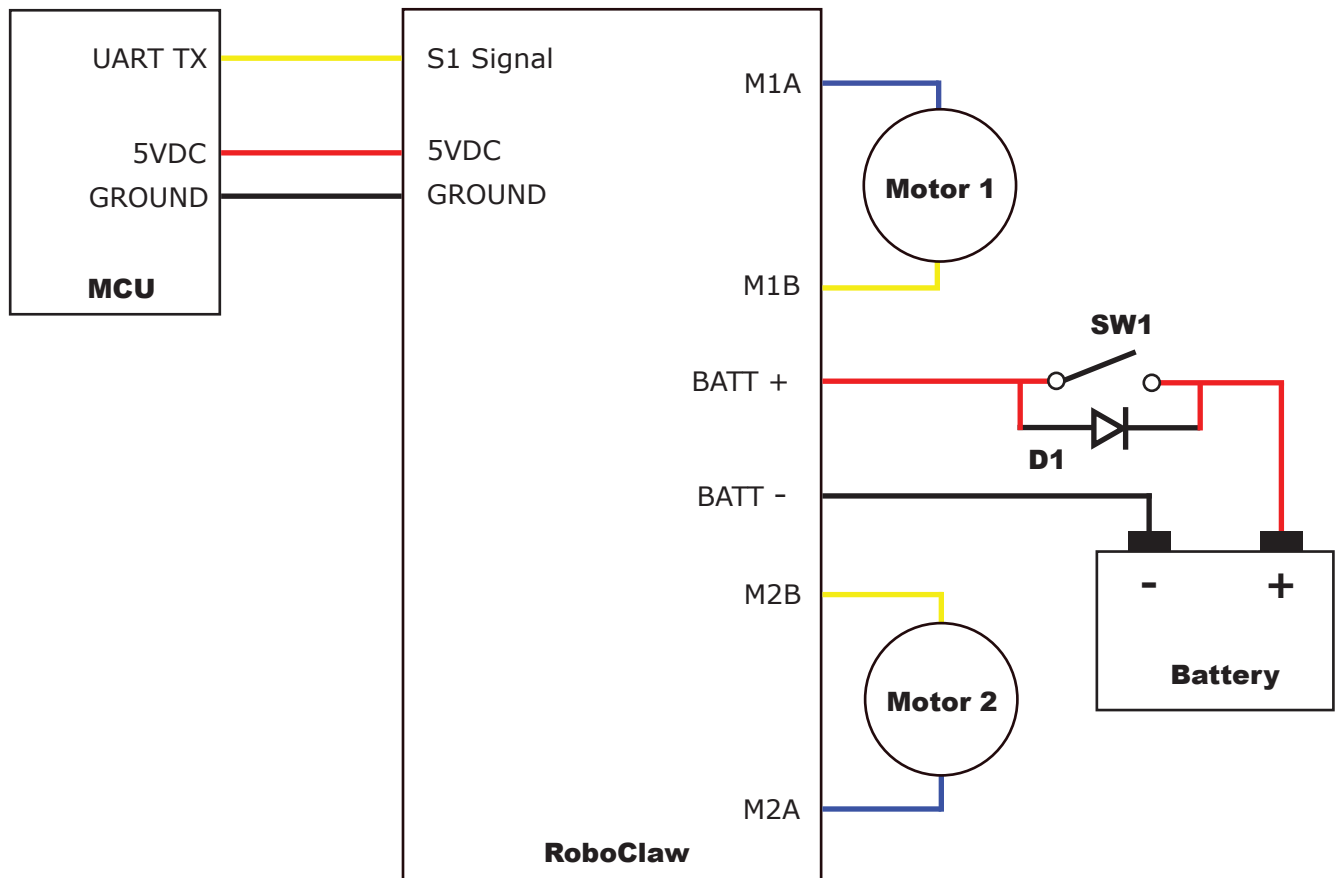 UART TX
5VDC
GROUND
MCU
S1 Signal
5VDC
GROUND
M1A
Motor 1
M1B
SW1
BATT +
D1
BATT -
- +
Battery
M2B
Motor 2
M2A
RoboClaw